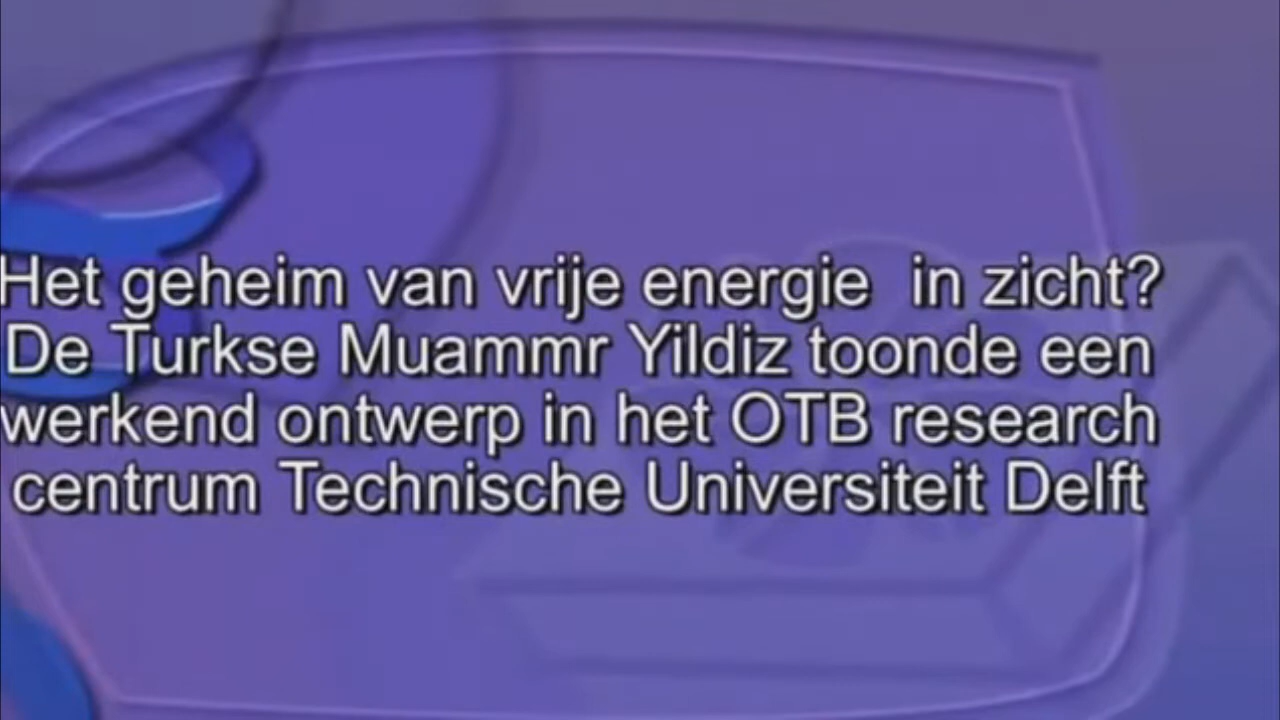 Het geheim van vrije energie in zicht?
De Turkse Muammr Yildiz toonde een
werkend ontwerp in het OTB research
centrum Technische Universiteit Delft